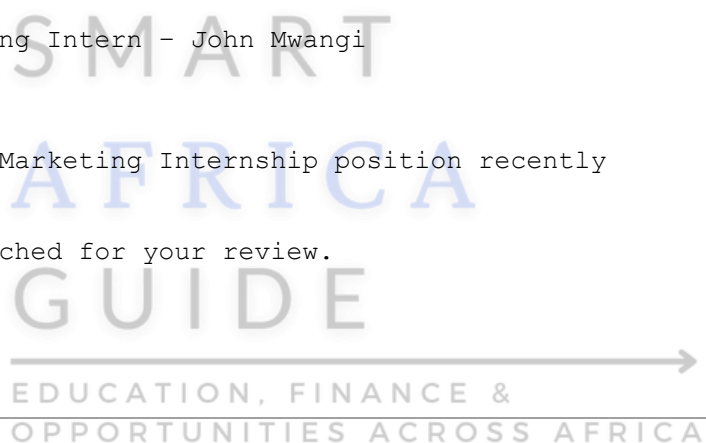 ng Intern – John Mwangi
SMART
Marketing Internship position recently
AFRICA
ched for your review.
GUIDE
EDUCATION, FINANCE &
OPPORTUNITIES ACROSS AFRICA